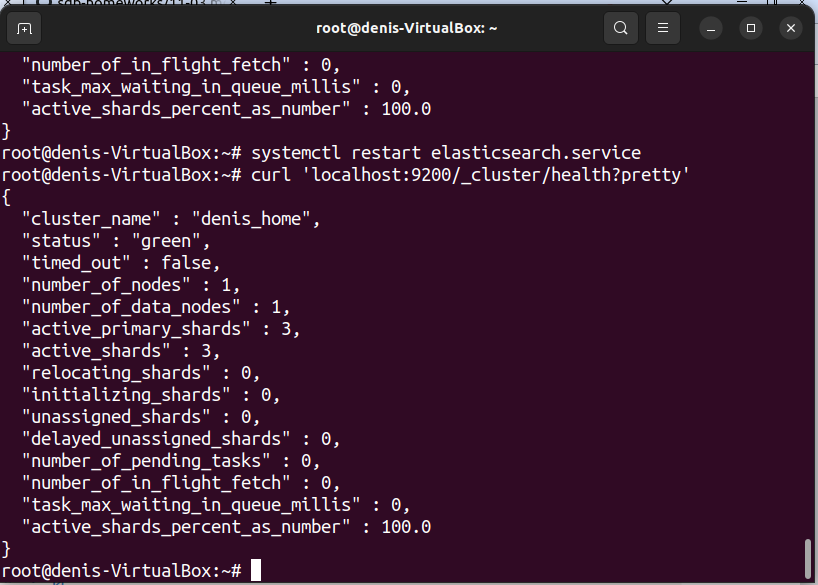 root@denis-VirtualBox: ~
"number_of_in_flight_fetch" : 0,
"task_max_waiting_in_queue_millis" : 0,
"active_shards_percent_as_number" : 100.0
}
root@denis-VirtualBox:~# systemctl restart elasticsearch.service
root@denis-VirtualBox:~# curl 'localhost:9200/_cluster/health?pretty'
{
"cluster_name" : "denis_home",
"status" : "green",
"timed_out" : false,
"number_of_nodes" : 1,
"number_of_data_nodes" : 1,
"active_primary_shards" : 3,
"active_shards" : 3,
"relocating_shards" : 0,
"initializing_shards" : 0,
"unassigned_shards" : 0,
"delayed_unassigned_shards" : 0,
"number_of_pending_tasks" : 0,
"number_of_in_flight_fetch" : 0,
"task_max_waiting_in_queue_millis" : 0,
"active_shards_percent_as_number" : 100.0
}
root@denis-VirtualBox:~#